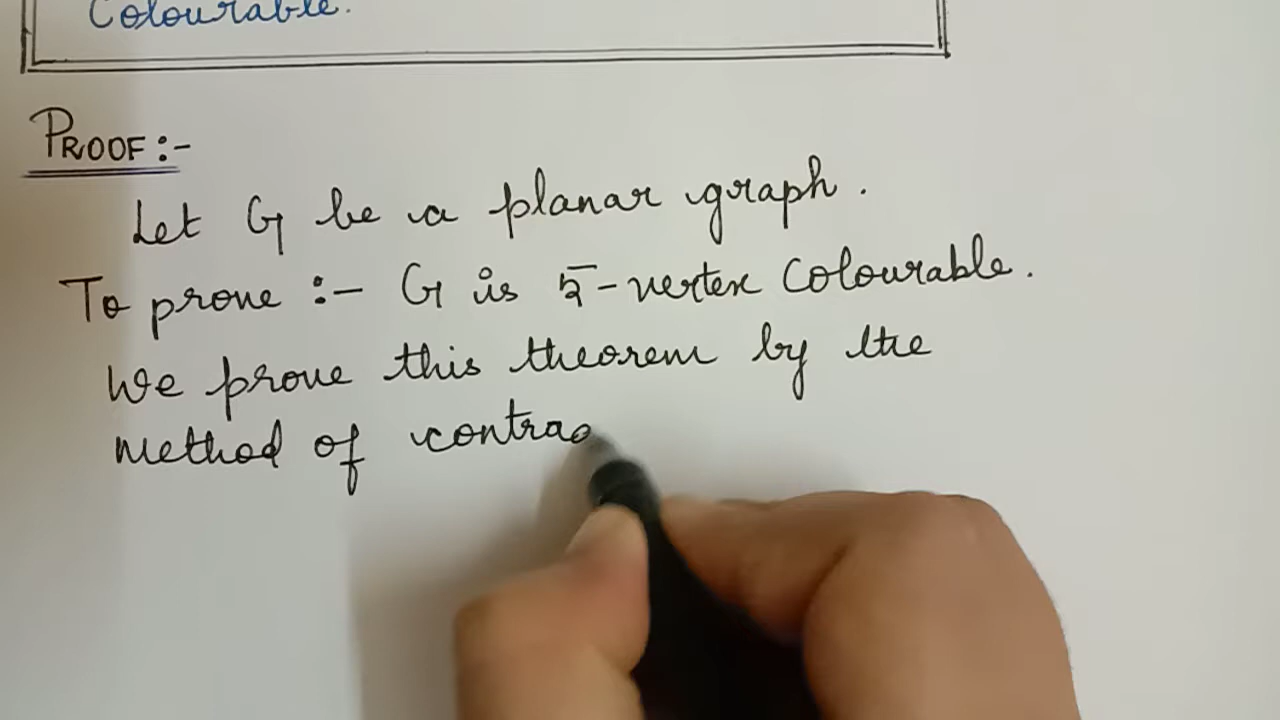 Colourable.
PROOF :-
Let G be a planar graph.
To prove :- G is 5-vertex Colourable.
We prove this theorem by the
method of contrad